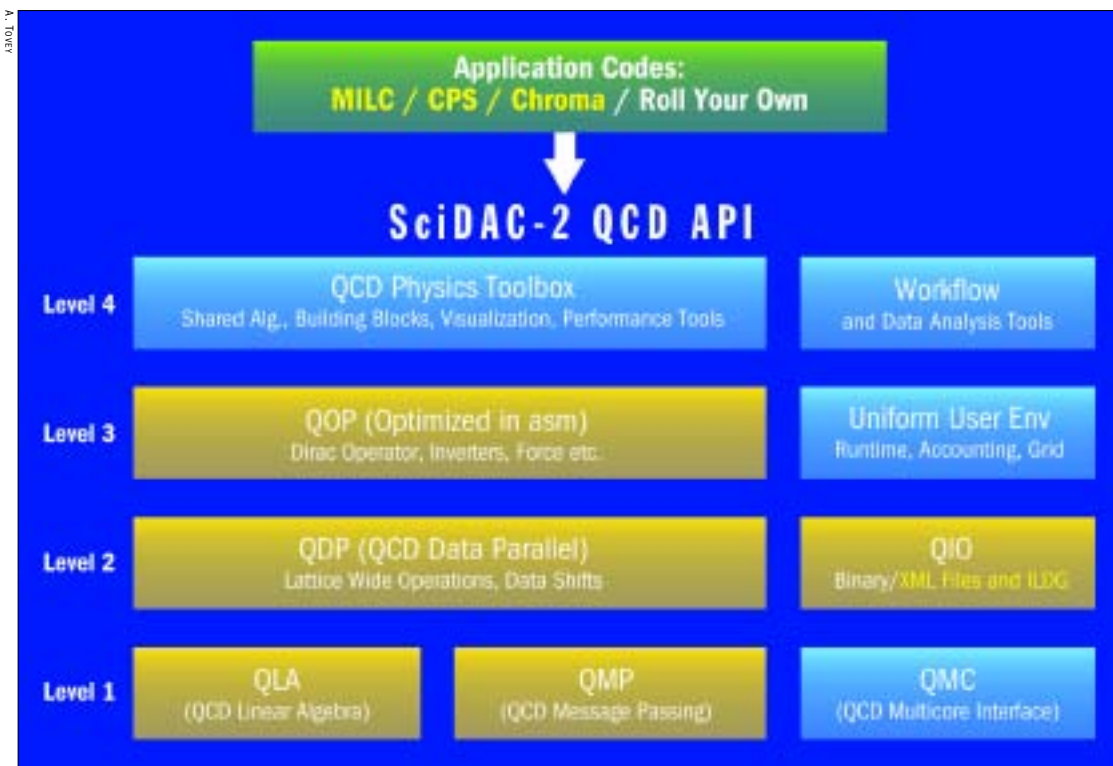 A. TOVEY
Application Codes:
MILC / CPS / Chroma / Roll Your Own
SciDAC-2 QCD API
Level 4
QCD Physics Toolbox
Shared Alg., Building Blocks, Visualization, Performance Tools
Workflow
and Data Analysis Tools
Level 3
QOP (Optimized in asm)
Dirac Operator, Inverters, Force etc.
Uniform User Env
Runtime, Accounting, Grid
Level 2
QDP (QCD Data Parallel)
Lattice Wide Operations, Data Shifts
QIO
Binary/XML Files and ILDG
Level 1
QLA
(QCD Linear Algebra)
QMP
(QCD Message Passing)
QMC
(QCD Multicore Interface)